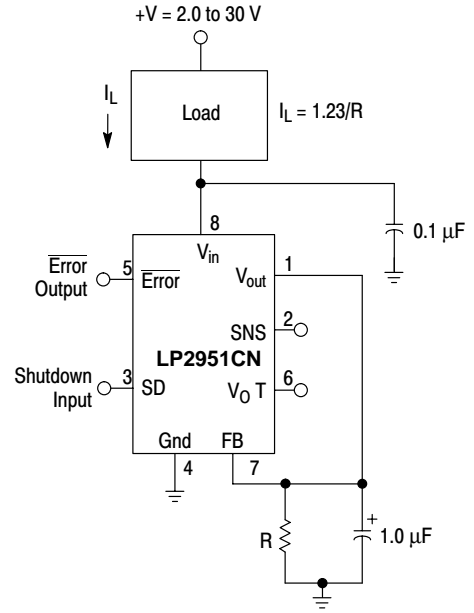 +V = 2.0 to 30 V
I_L
Load
I_L = 1.23/R
8
0.1 μF
V_in
Error
Output
5
Error
V_out
1
SNS
2
LP2951CN
Shutdown
Input
3
SD
V_O T
6
Gnd
FB
4
7
R
+
1.0 μF